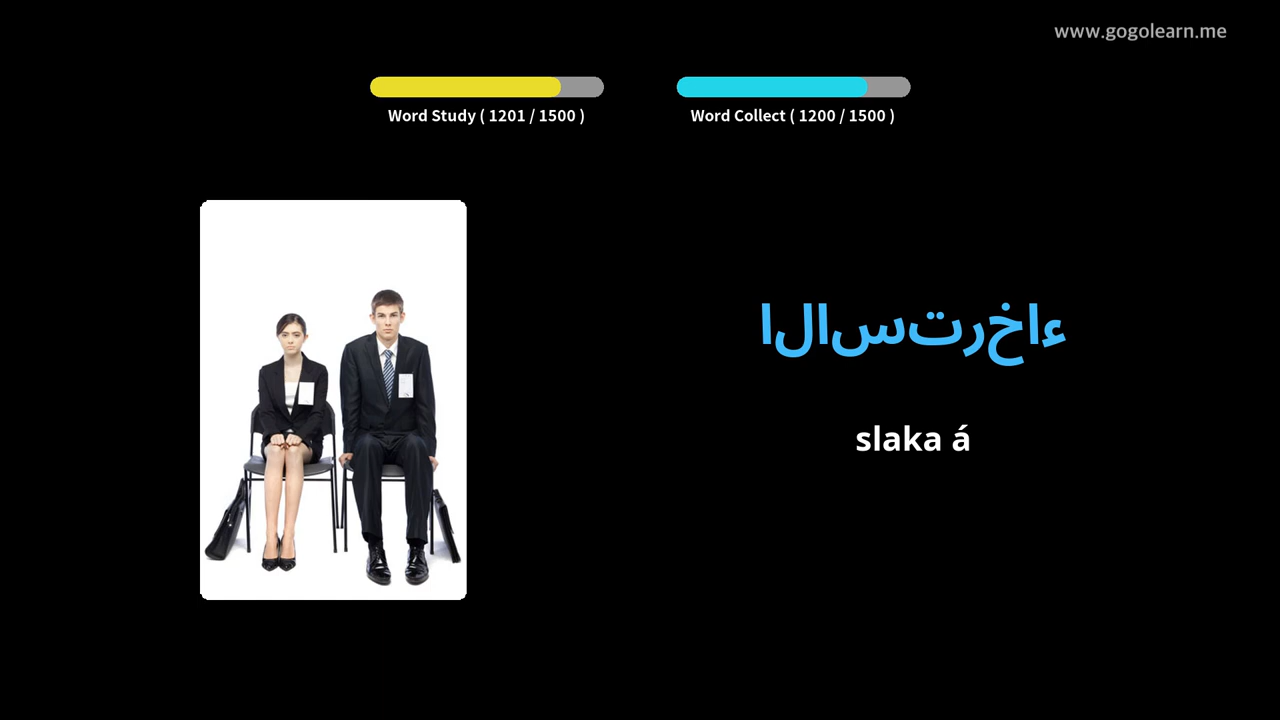 www.gogolearn.me
Word Study ( 1201 / 1500 )
Word Collect ( 1200 / 1500 )
الاسترخاء
slaka á